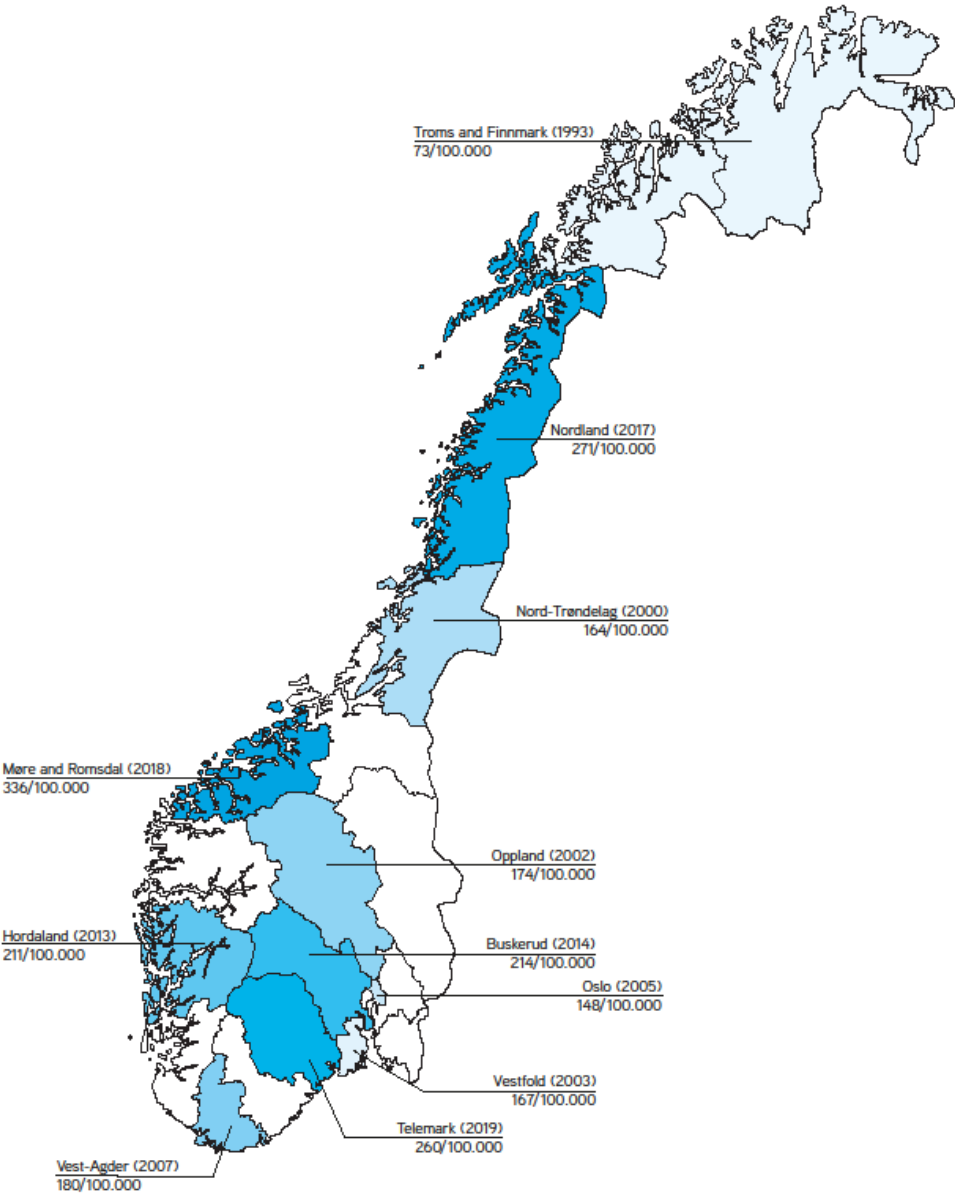 Troms and Finnmark (1993)
73/100.000
Nordland (2017)
271/100.000
Nord-Trøndelag (2000)
164/100.000
Møre and Romsdal (2018)
336/100.000
Oppland (2002)
174/100.000
Hordaland (2013)
211/100.000
Buskerud (2014)
214/100.000
Oslo (2005)
148/100.000
Vestfold (2003)
167/100.000
Telemark (2019)
260/100.000
Vest-Agder (2007)
180/100.000